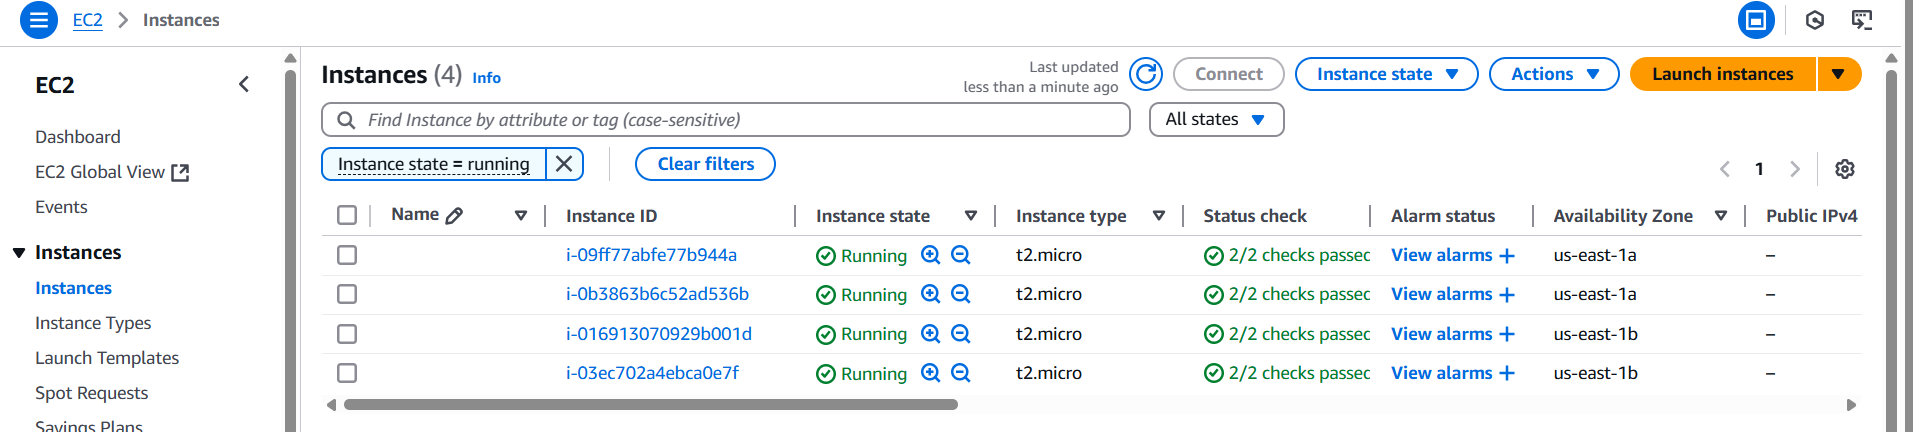 EC2 > Instances
EC2
Dashboard
EC2 Global View
Events
Instances
Instances
Instance Types
Launch Templates
Spot Requests
Savings Plans
Instances (4) Info
Last updated
less than a minute ago
Connect
Instance state
Actions
Launch instances
Find Instance by attribute or tag (case-sensitive)
All states
Instance state = running
Clear filters
1
Name Instance ID Instance state Instance type Status check Alarm status Availability Zone Public IPv4
i-09ff77abfe77b944a Running t2.micro 2/2 checks passed View alarms + us-east-1a –
i-0b3863b6c52ad536b Running t2.micro 2/2 checks passed View alarms + us-east-1a –
i-016913070929b001d Running t2.micro 2/2 checks passed View alarms + us-east-1b –
i-03ec702a4ebca0e7f Running t2.micro 2/2 checks passed View alarms + us-east-1b –